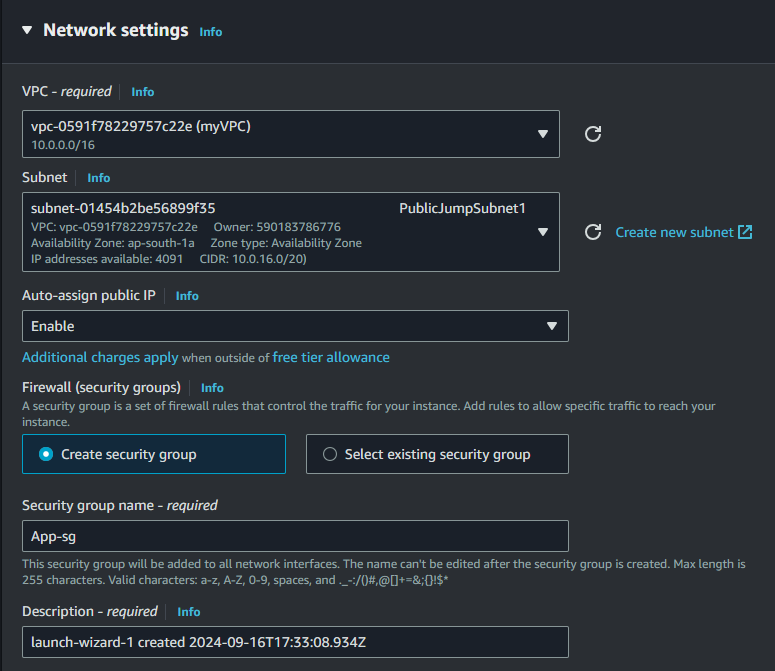 Network settings Info
VPC - required Info
vpc-0591f78229757c22e (myVPC)
10.0.0.0/16
Subnet Info
subnet-01454b2be56899f35 PublicJumpSubnet1
VPC: vpc-0591f78229757c22e Owner: 590183786776
Availability Zone: ap-south-1a Zone type: Availability Zone
IP addresses available: 4091 CIDR: 10.0.16.0/20)
Create new subnet
Auto-assign public IP Info
Enable
Additional charges apply when outside of free tier allowance
Firewall (security groups) Info
A security group is a set of firewall rules that control the traffic for your instance. Add rules to allow specific traffic to reach your
instance.
Create security group Select existing security group
Security group name - required
App-sg
This security group will be added to all network interfaces. The name can't be edited after the security group is created. Max length is
255 characters. Valid characters: a-z, A-Z, 0-9, spaces, and ._-:/()#,@[]+=&;{}!$*
Description - required Info
launch-wizard-1 created 2024-09-16T17:33:08.934Z